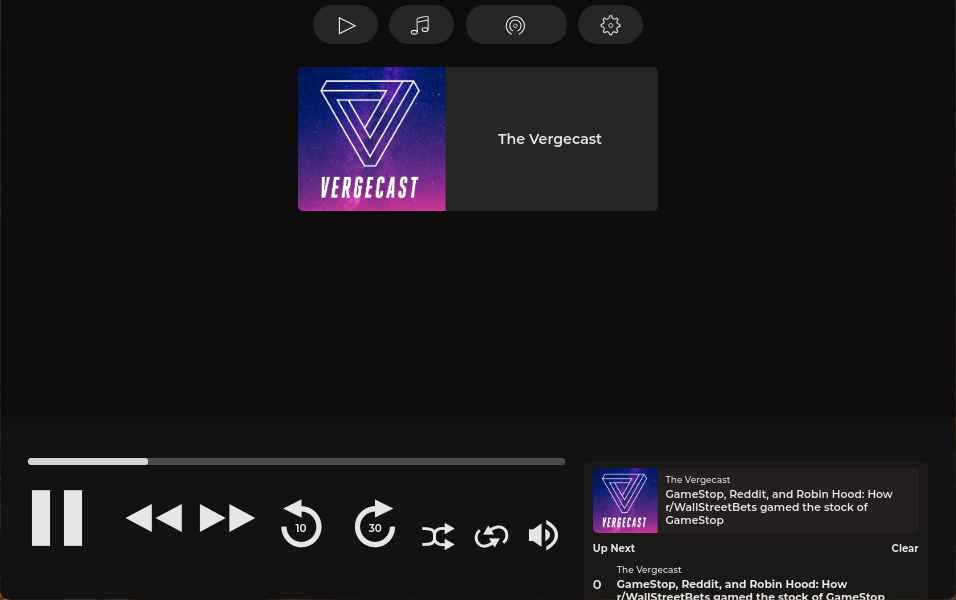 VERGECAST
The Vergecast
10
30
VERGECAST
The Vergecast
GameStop, Reddit, and Robin Hood: How
r/WallStreetBets gamed the stock of
GameStop
Up Next
Clear
The Vergecast
0
GameStop, Reddit, and Robin Hood: How
r/WallStreetBets gamed the stock of GameStop